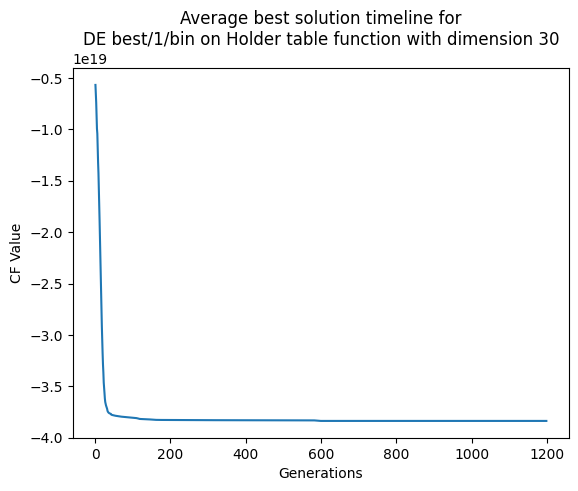 Average best solution timeline for
DE best/1/bin on Holder table function with dimension 30
1e19
−0.5
−1.0
−1.5
−2.0
−2.5
−3.0
−3.5
−4.0
CF Value
0 200 400 600 800 1000 1200
Generations